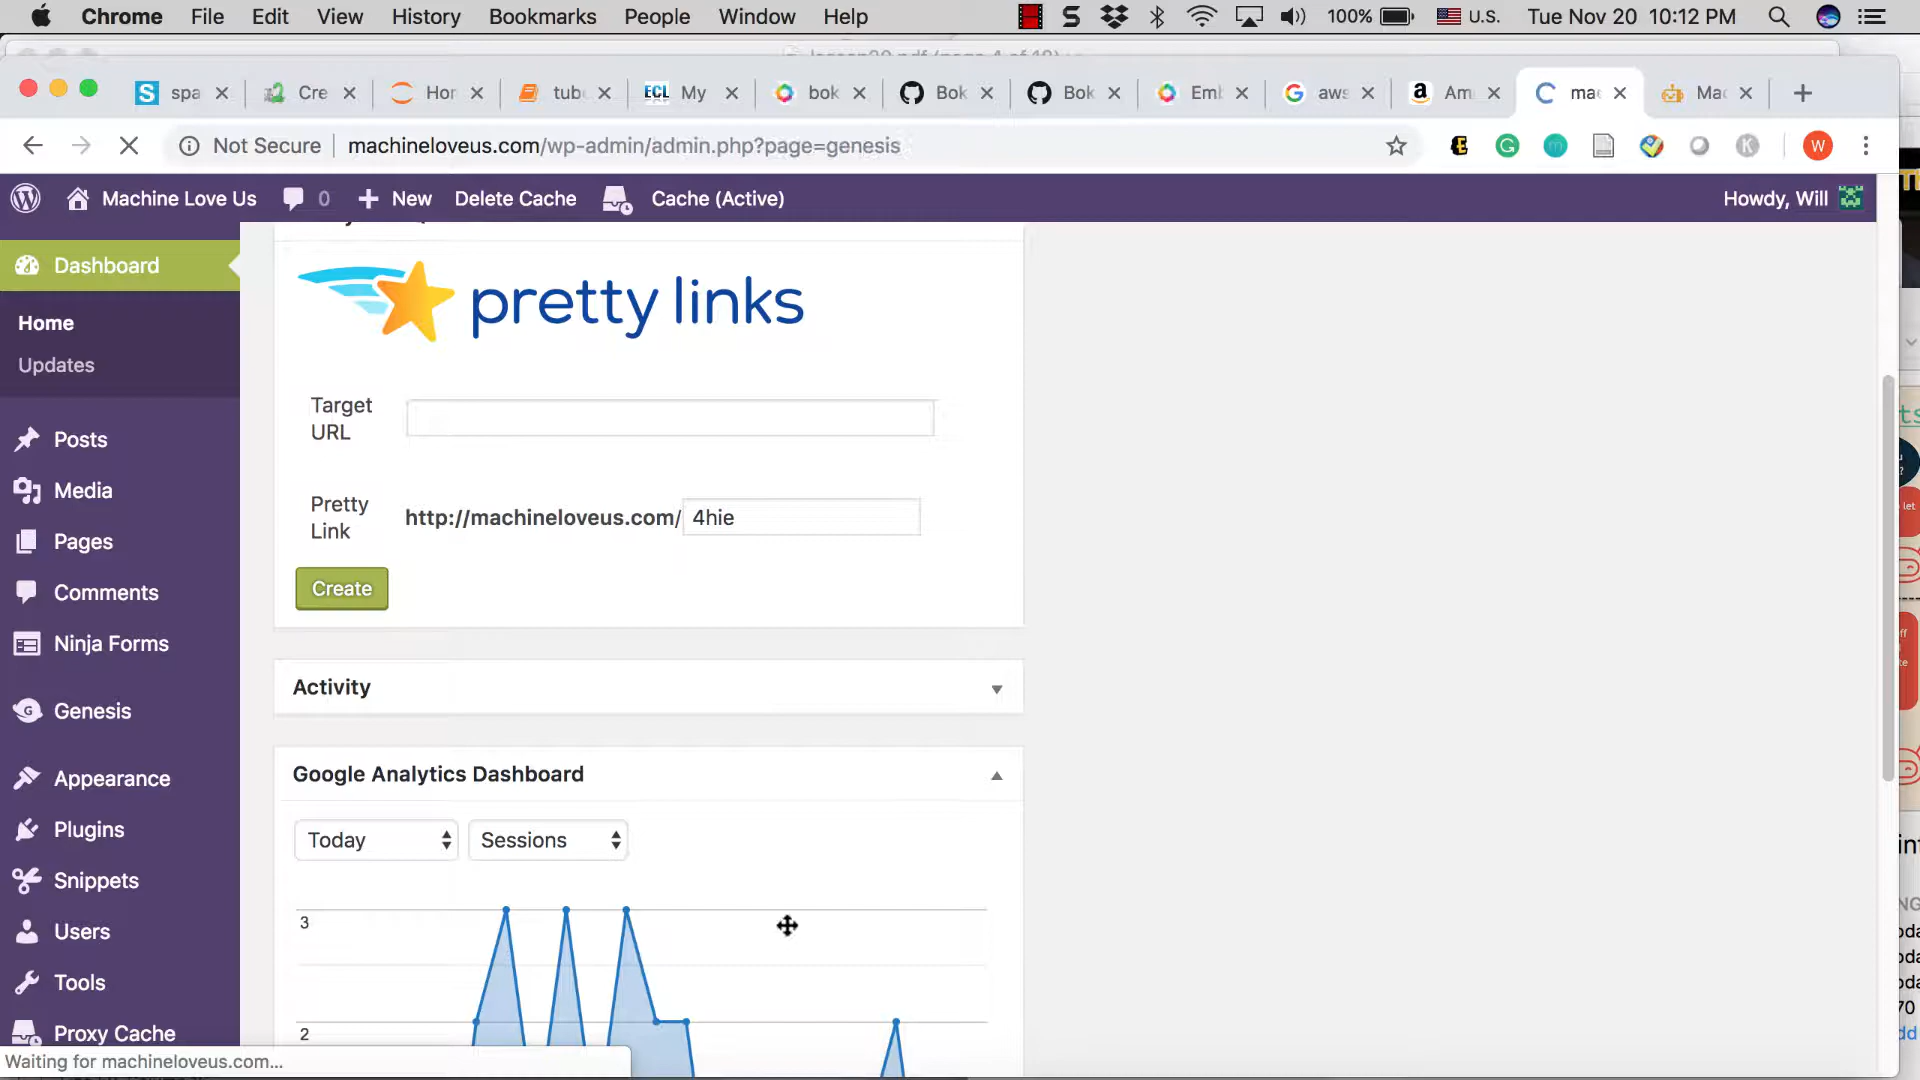 Chrome File Edit View History Bookmarks People Window Help 100% U.S. Tue Nov 20 10:12 PM
spa Cre Hor tub ECL My bok Bok Bok Emb aws Am mac Mac
Not Secure machineloveus.com/wp-admin/admin.php?page=genesis W
Machine Love Us 0 New Delete Cache Cache (Active) Howdy, Will
Dashboard
Home
Updates
Posts
Media
Pages
Comments
Ninja Forms
Genesis
Appearance
Plugins
Snippets
Users
Tools
Proxy Cache
pretty links
Target
URL
Pretty
Link
http://machineloveus.com/ 4hie
Create
Activity
Google Analytics Dashboard
Today Sessions
3
2
Waiting for machineloveus.com...